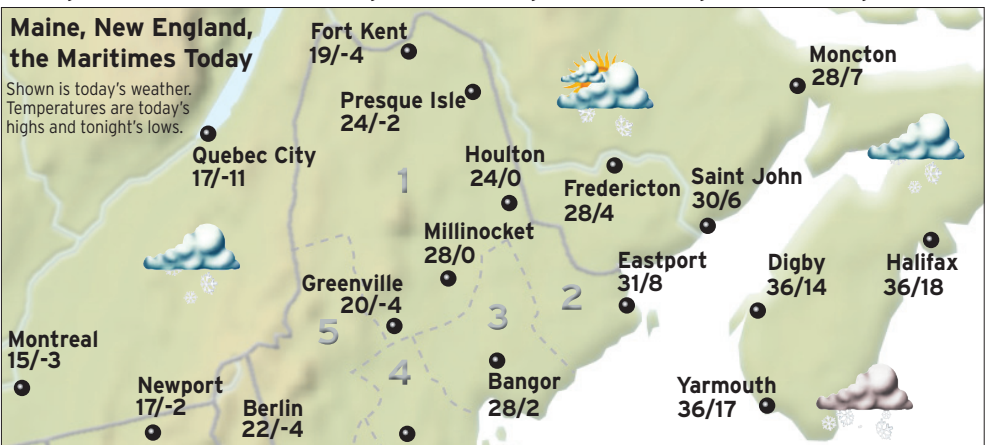 Maine, New England,
the Maritimes Today
Shown is today's weather.
Temperatures are today's
highs and tonight's lows.
Fort Kent
19/-4
Moncton
28/7
Presque Isle
24/-2
Quebec City
17/-11
Houlton
24/0
1
Fredericton
28/4
Saint John
30/6
Millinocket
28/0
Eastport
31/8
Digby
36/14
Halifax
36/18
Greenville
20/-4
2
3
5
4
Montreal
15/-3
Newport
17/-2
Berlin
22/-4
Bangor
28/2
Yarmouth
36/17